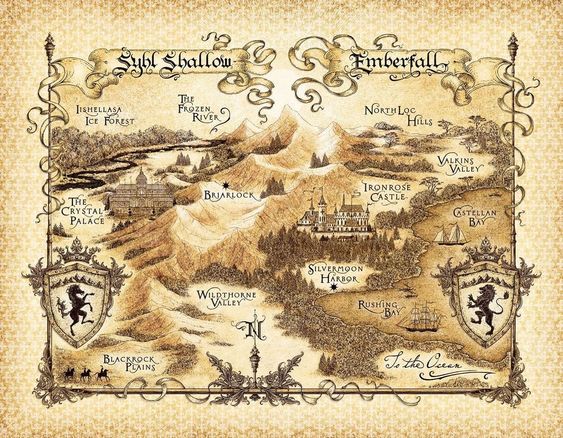 Syhl Shallow
Emberfall
Iishellasa
Ice Forest
The
Frozen
River
North Loc
Hills
Valkins
Valley
The
Crystal
Palace
Briarlock
Ironrose
Castle
Castellan
Bay
Silvermoon
Harbor
Wildthorne
Valley
Rushing
Bay
N
Blackrock
Plains
To the Ocean